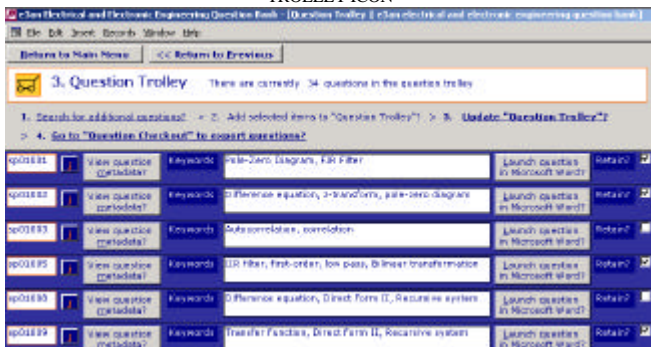 TROLLEY ICON
e3an Electrical and Electronic Engineering Question Bank - [Question Trolley || e3an electrical and electronic engineering question bank]
File Edit Insert Records Window Help
Return to Main Menu << Return to Previous
3. Question Trolley There are currently 34 questions in the question trolley
1. Search for additional questions? > 2. Add selected items to "Question Trolley"? > 3. Update "Question Trolley"?
> 4. Go to "Question Checkout" to export questions?
sp01001 View question metadata? Keywords Pole-Zero Diagram, FIR Filter Launch question in Microsoft Word? Retain?
sp01002 View question metadata? Keywords Difference equation, z-transform, pole-zero diagram Launch question in Microsoft Word? Retain?
sp01003 View question metadata? Keywords Autocorrelation, correlation Launch question in Microsoft Word? Retain?
sp01005 View question metadata? Keywords IIR filter, first-order, low pass, Bilinear transformation Launch question in Microsoft Word? Retain?
sp01008 View question metadata? Keywords Difference equation, Direct Form II, Recursive system Launch question in Microsoft Word? Retain?
sp01009 View question metadata? Keywords Transfer Function, Direct Form II, Recursive system Launch question in Microsoft Word? Retain?